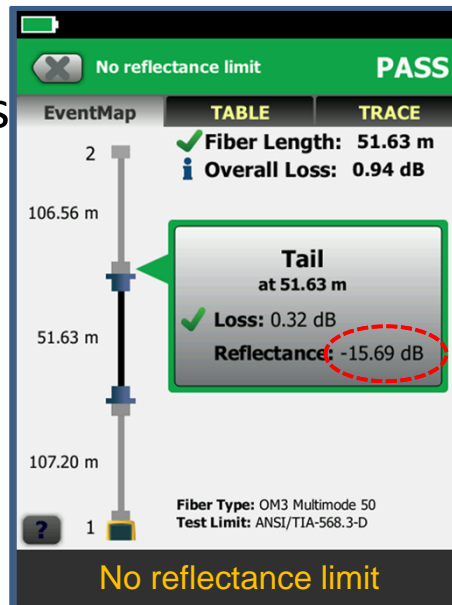 No reflectance limit PASS
s
EventMap TABLE TRACE
Fiber Length: 51.63 m
Overall Loss: 0.94 dB
2
106.56 m
Tail
at 51.63 m
Loss: 0.32 dB
Reflectance: -15.69 dB
51.63 m
107.20 m
Fiber Type: OM3 Multimode 50
Test Limit: ANSI/TIA-568.3-D
? 1
No reflectance limit